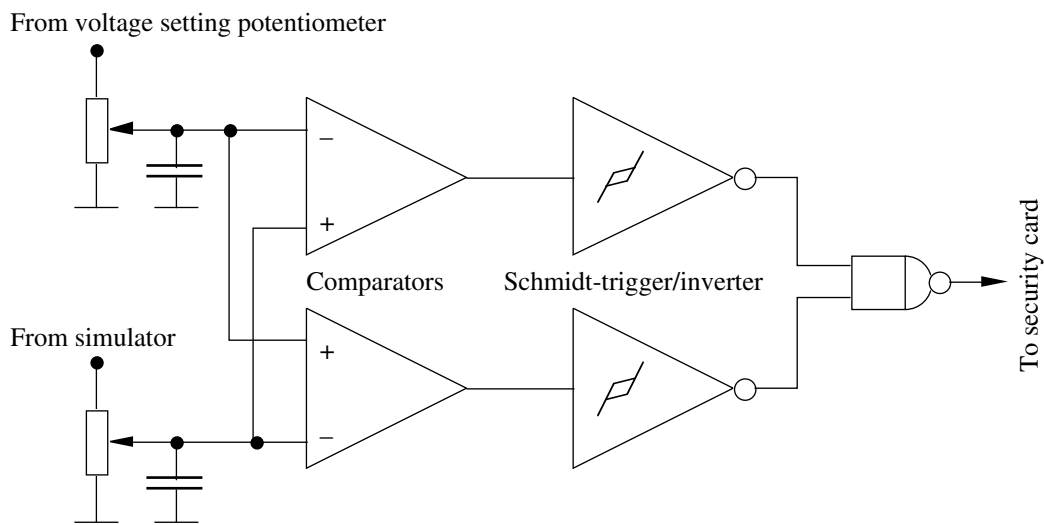 From voltage setting potentiometer
−
+
Comparators
Schmidt-trigger/inverter
To security card
From simulator
+
−